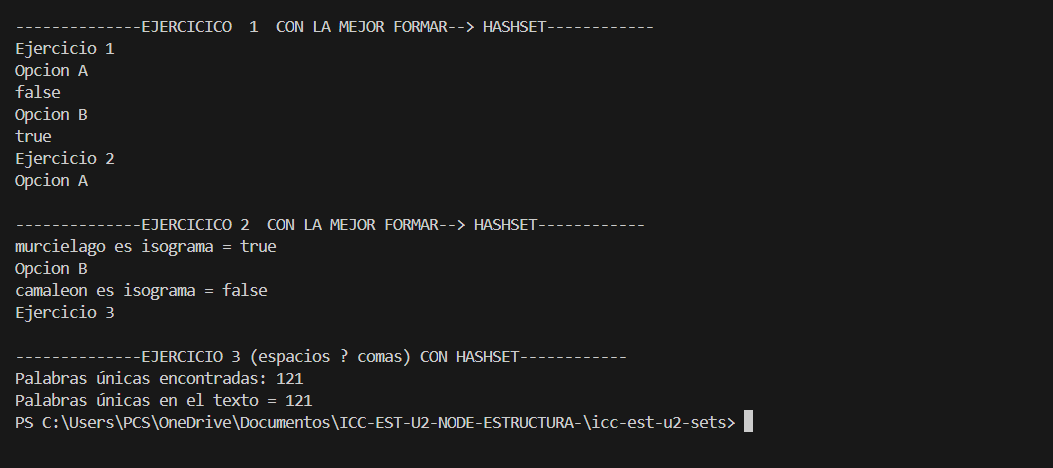 --------------EJERCICICO  1  CON LA MEJOR FORMAR--> HASHSET------------
Ejercicio 1
Opcion A
false
Opcion B
true
Ejercicio 2
Opcion A
--------------EJERCICICO 2  CON LA MEJOR FORMAR--> HASHSET------------
murcielago es isograma = true
Opcion B
camaleon es isograma = false
Ejercicio 3
--------------EJERCICIO 3 (espacios ? comas) CON HASHSET------------
Palabras únicas encontradas: 121
Palabras únicas en el texto = 121
PS C:\Users\PCS\OneDrive\Documentos\ICC-EST-U2-NODE-ESTRUCTURA-\icc-est-u2-sets>